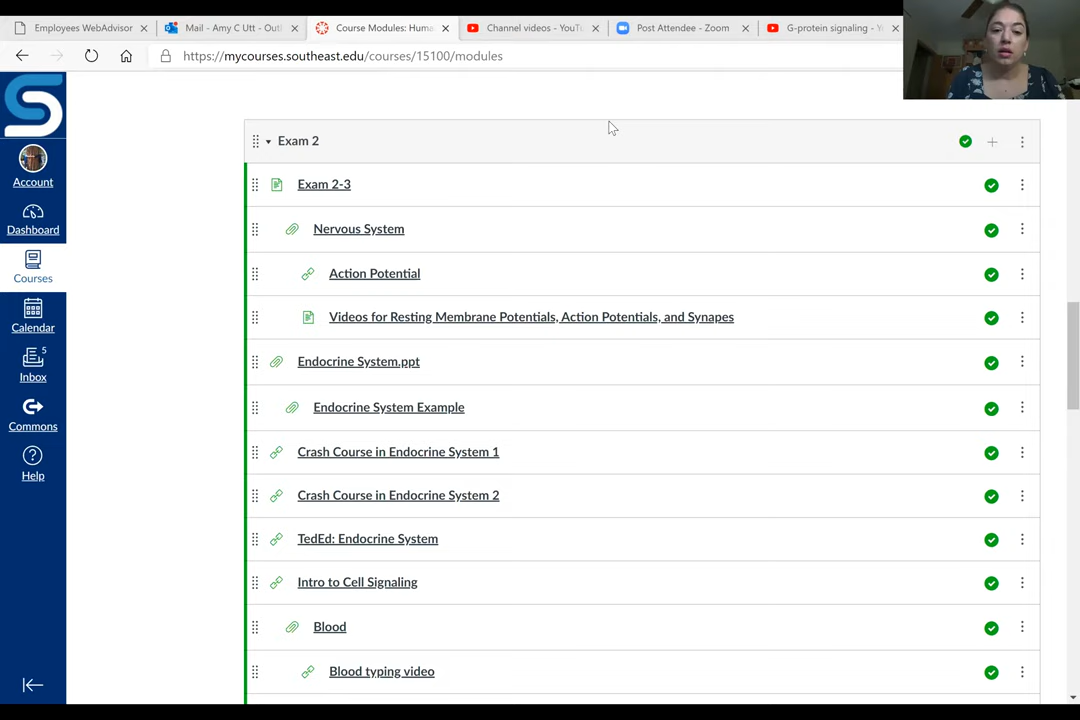 Employees WebAdvisor
Mail - Amy C Utt - Outl
Course Modules: Huma
Channel videos - YouTu
Post Attendee - Zoom
G-protein signaling - Y
https://mycourses.southeast.edu/courses/15100/modules
Account
Dashboard
Courses
Calendar
5
Inbox
Commons
Help
Exam 2
Exam 2-3
Nervous System
Action Potential
Videos for Resting Membrane Potentials, Action Potentials, and Synapes
Endocrine System.ppt
Endocrine System Example
Crash Course in Endocrine System 1
Crash Course in Endocrine System 2
TedEd: Endocrine System
Intro to Cell Signaling
Blood
Blood typing video